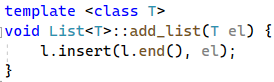 template <class T>
void List<T>::add_list(T el) {
    l.insert(l.end(), el);
}